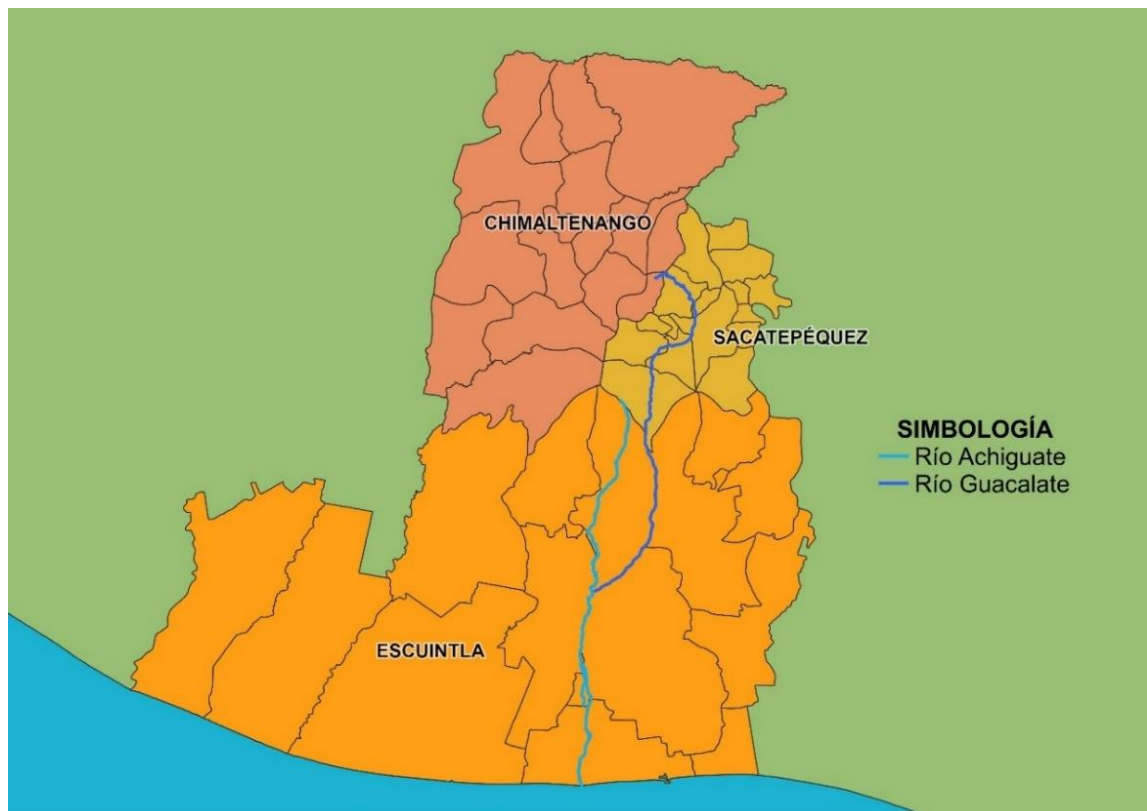 CHIMALTENANGO
SACATEPÉQUEZ
SIMBOLOGÍA
Río Achiguate
Río Guacalate
ESCUINTLA